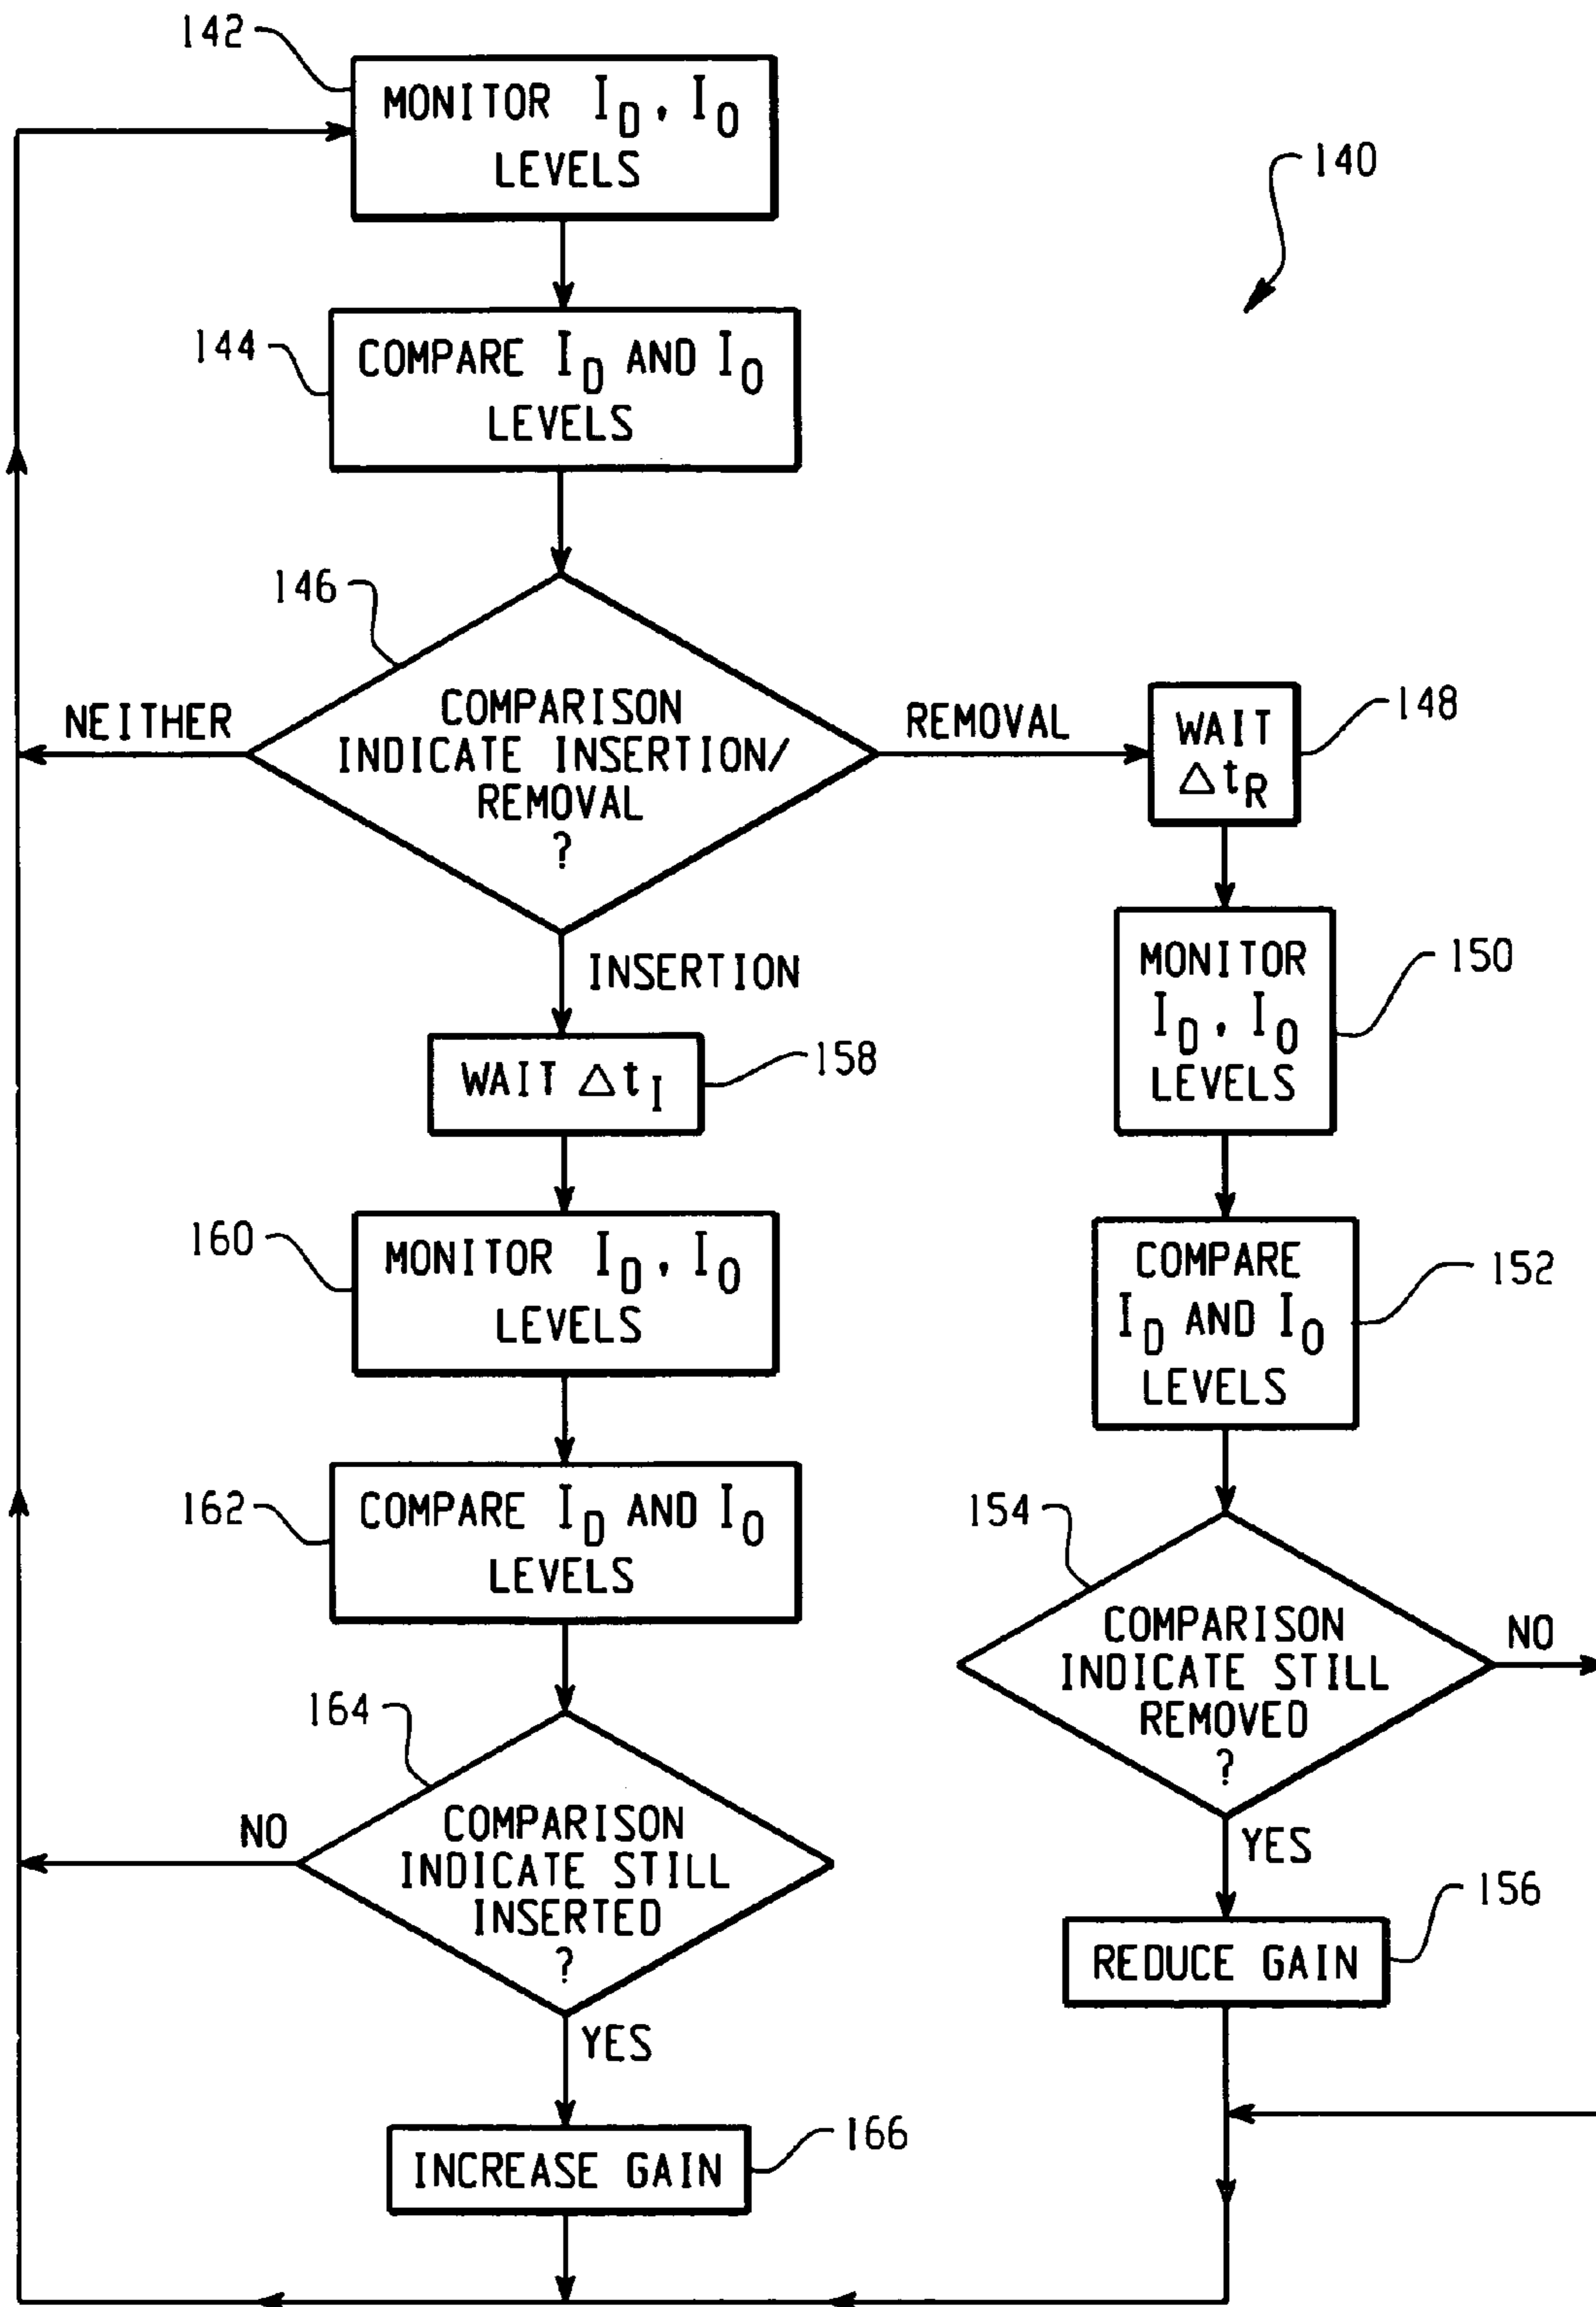 142
MONITOR I_D, I_O
LEVELS
140
144
COMPARE I_D AND I_O
LEVELS
146
COMPARISON
INDICATE INSERTION/
REMOVAL
?
NEITHER
REMOVAL
WAIT
Δt_R
148
INSERTION
MONITOR
I_D, I_O
LEVELS
150
WAIT Δt_I
158
160
MONITOR I_D, I_O
LEVELS
COMPARE
I_D AND I_O
LEVELS
152
162
COMPARE I_D AND I_O
LEVELS
154
COMPARISON
INDICATE STILL
REMOVED
?
NO
YES
164
COMPARISON
INDICATE STILL
INSERTED
?
NO
YES
REDUCE GAIN
156
INCREASE GAIN
166